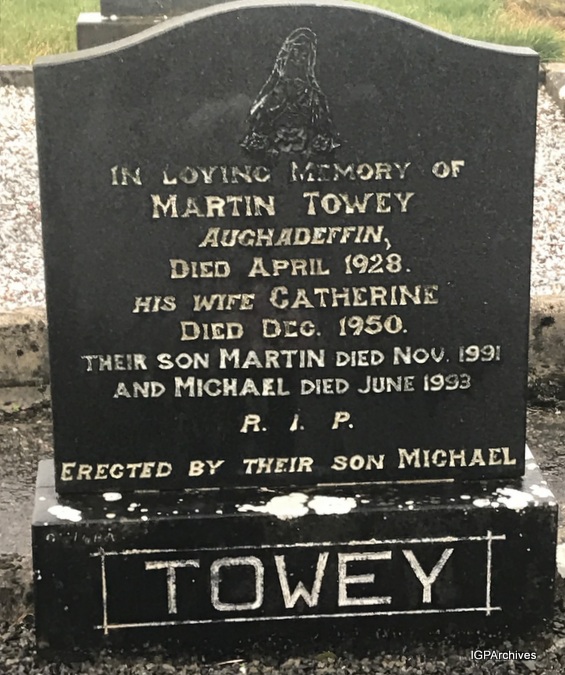 IN LOVING MEMORY OF
MARTIN TOWEY
AUGHADEFFIN,
DIED APRIL 1928.
HIS WIFE CATHERINE
DIED DEC. 1950.
THEIR SON MARTIN DIED NOV. 1991
AND MICHAEL DIED JUNE 1993
R. I. P.
ERECTED BY THEIR SON MICHAEL
TOWEY
IGPArchives